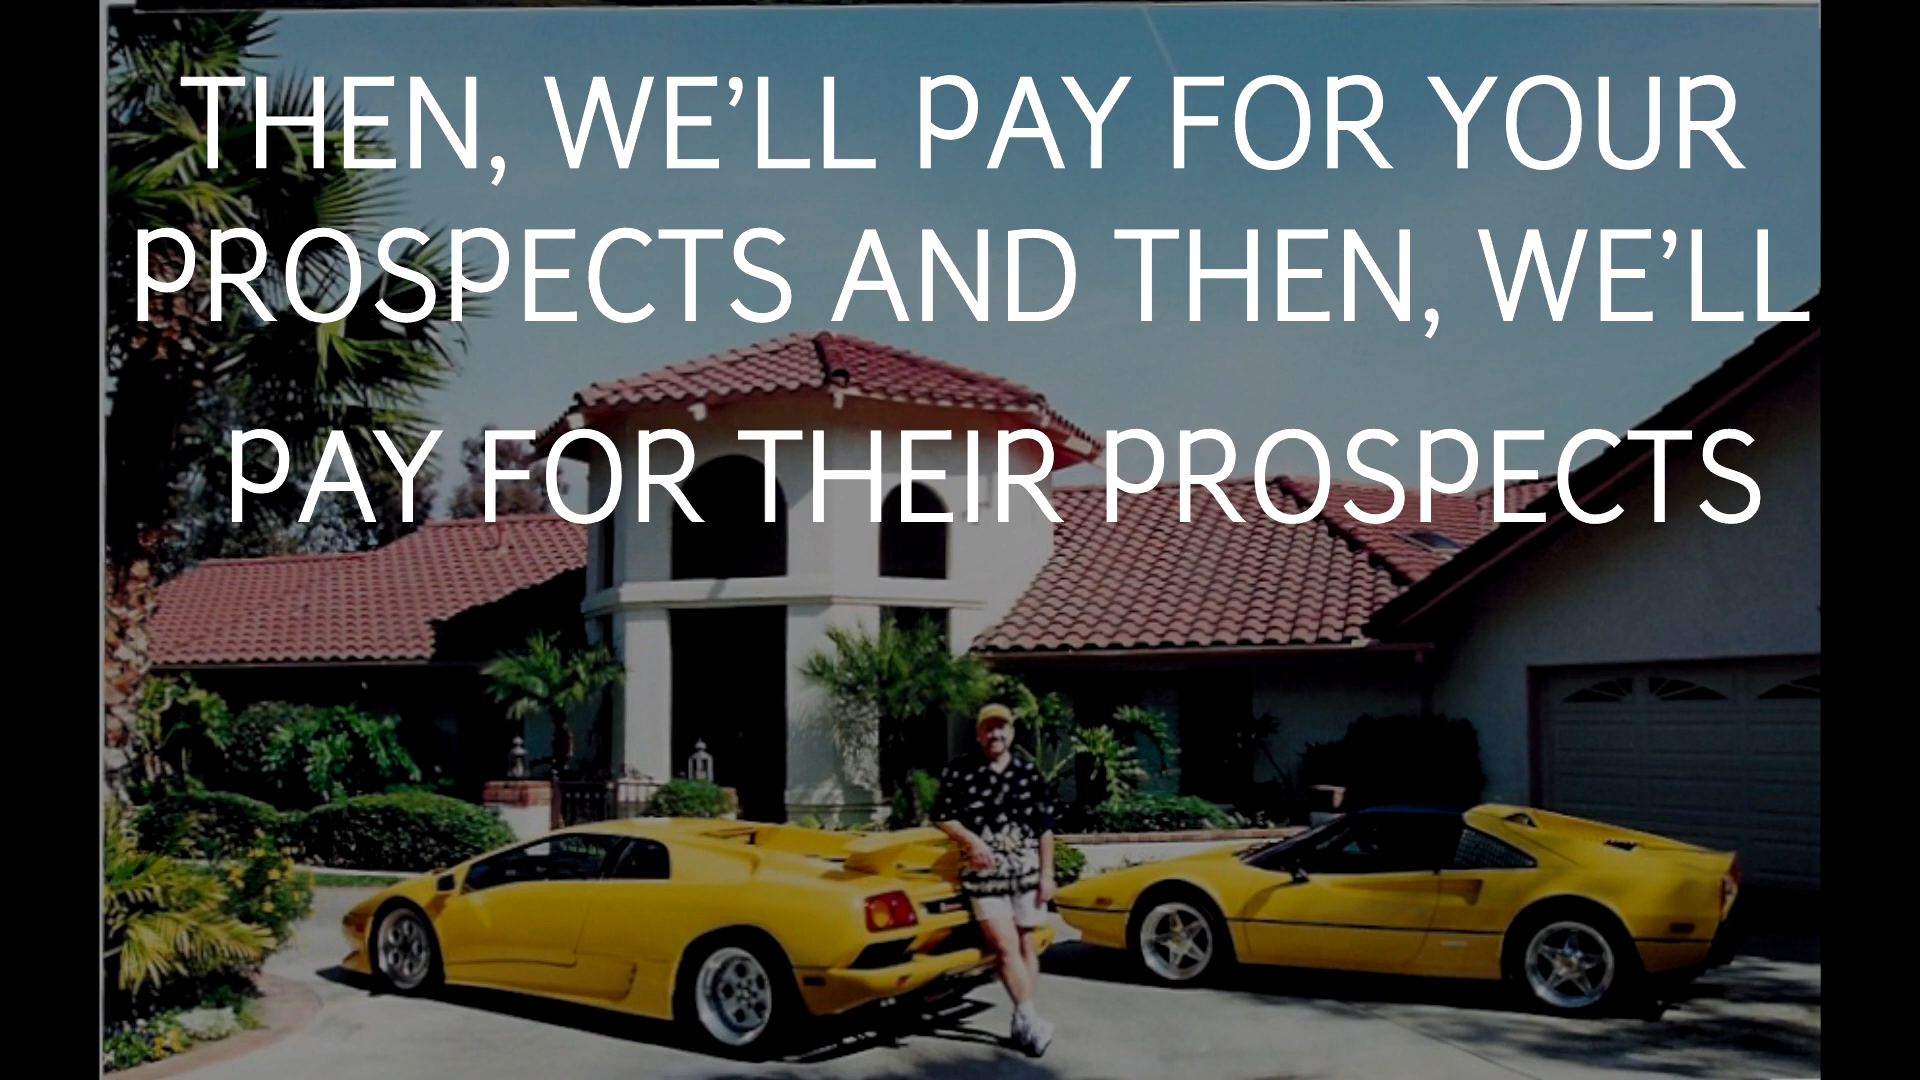 THEN, WE’LL PAY FOR YOUR
PROSPECTS AND THEN, WE’LL
PAY FOR THEIR PROSPECTS